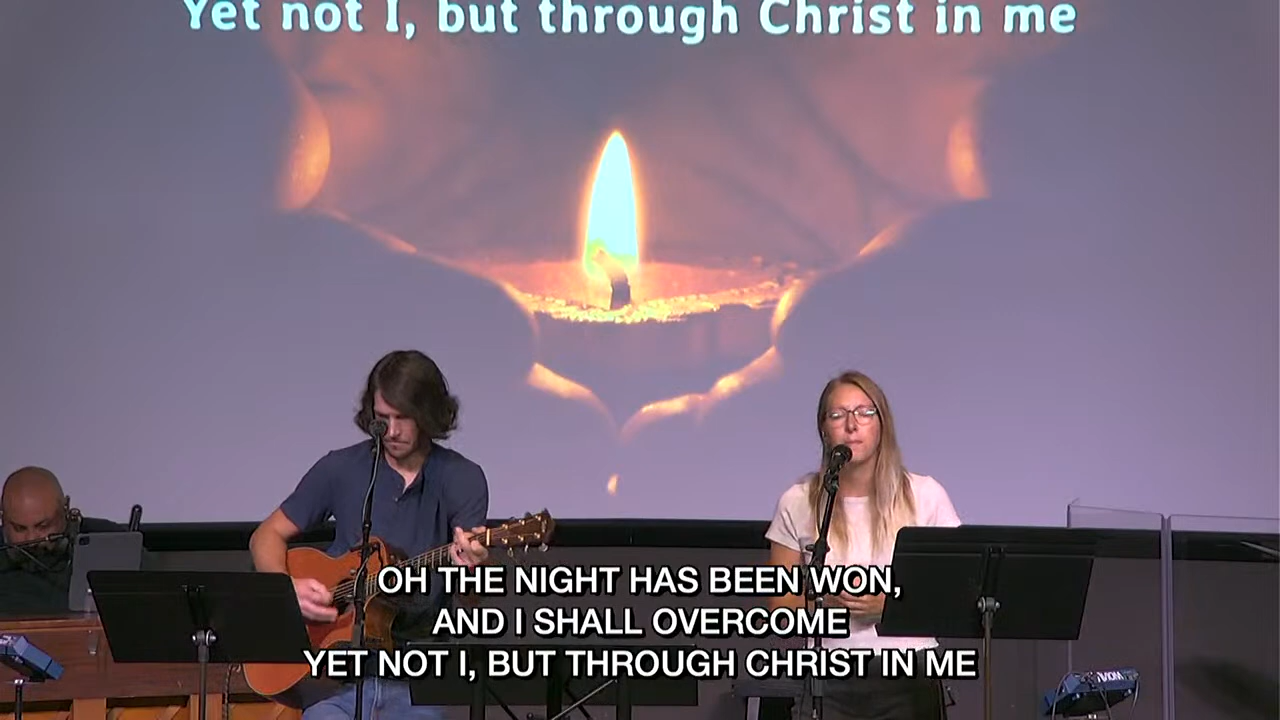 Yet not I, but through Christ in me
OH THE NIGHT HAS BEEN WON,
AND I SHALL OVERCOME
YET NOT I, BUT THROUGH CHRIST IN ME
AVIOM